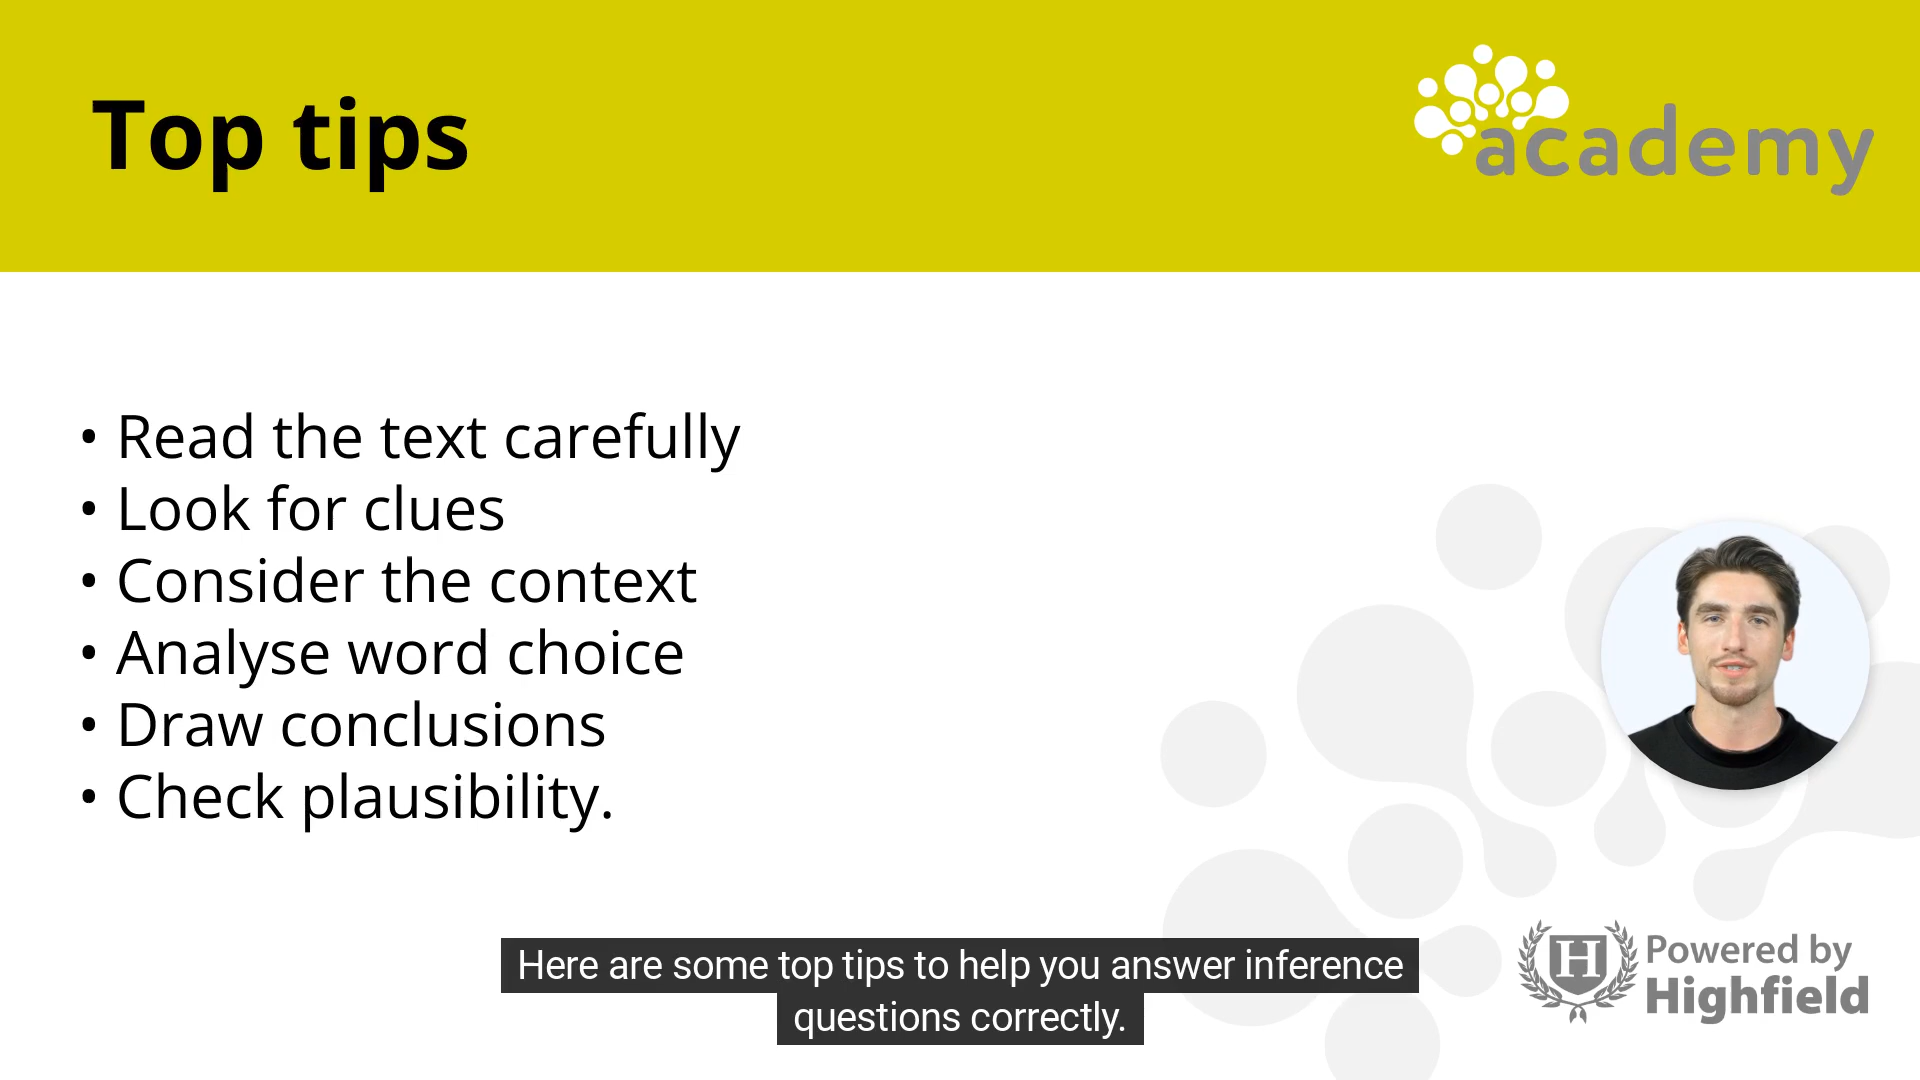 Top tips
academy
• Read the text carefully
• Look for clues
• Consider the context
• Analyse word choice
• Draw conclusions
• Check plausibility.
Here are some top tips to help you answer inference
questions correctly.
H
Powered by
Highfield